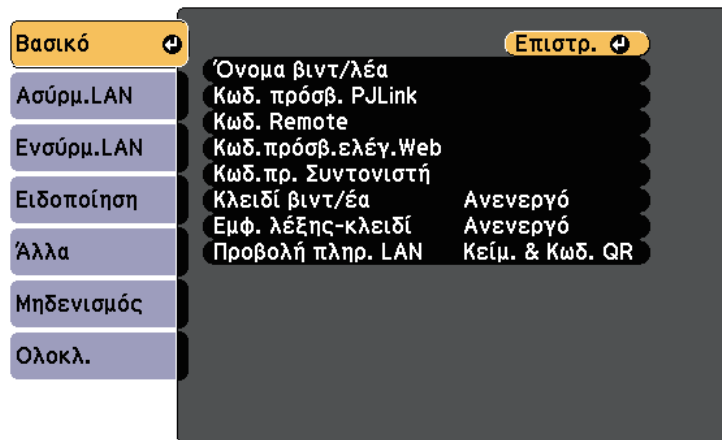 Βασικό
Ασύρμ.LAN
Ενσύρμ.LAN
Ειδοποίηση
Άλλα
Μηδενισμός
Ολοκλ.
Επιστρ.
Όνομα βιντ/λέα
Κωδ. πρόσβ. PJLink
Κωδ. Remote
Κωδ.πρόσβ.ελέγ.Web
Κωδ.πρ. Συντονιστή
Κλειδί βιντ/έα Ανενεργό
Εμφ. λέξης-κλειδί Ανενεργό
Προβολή πληρ. LAN Κείμ. & Κωδ. QR